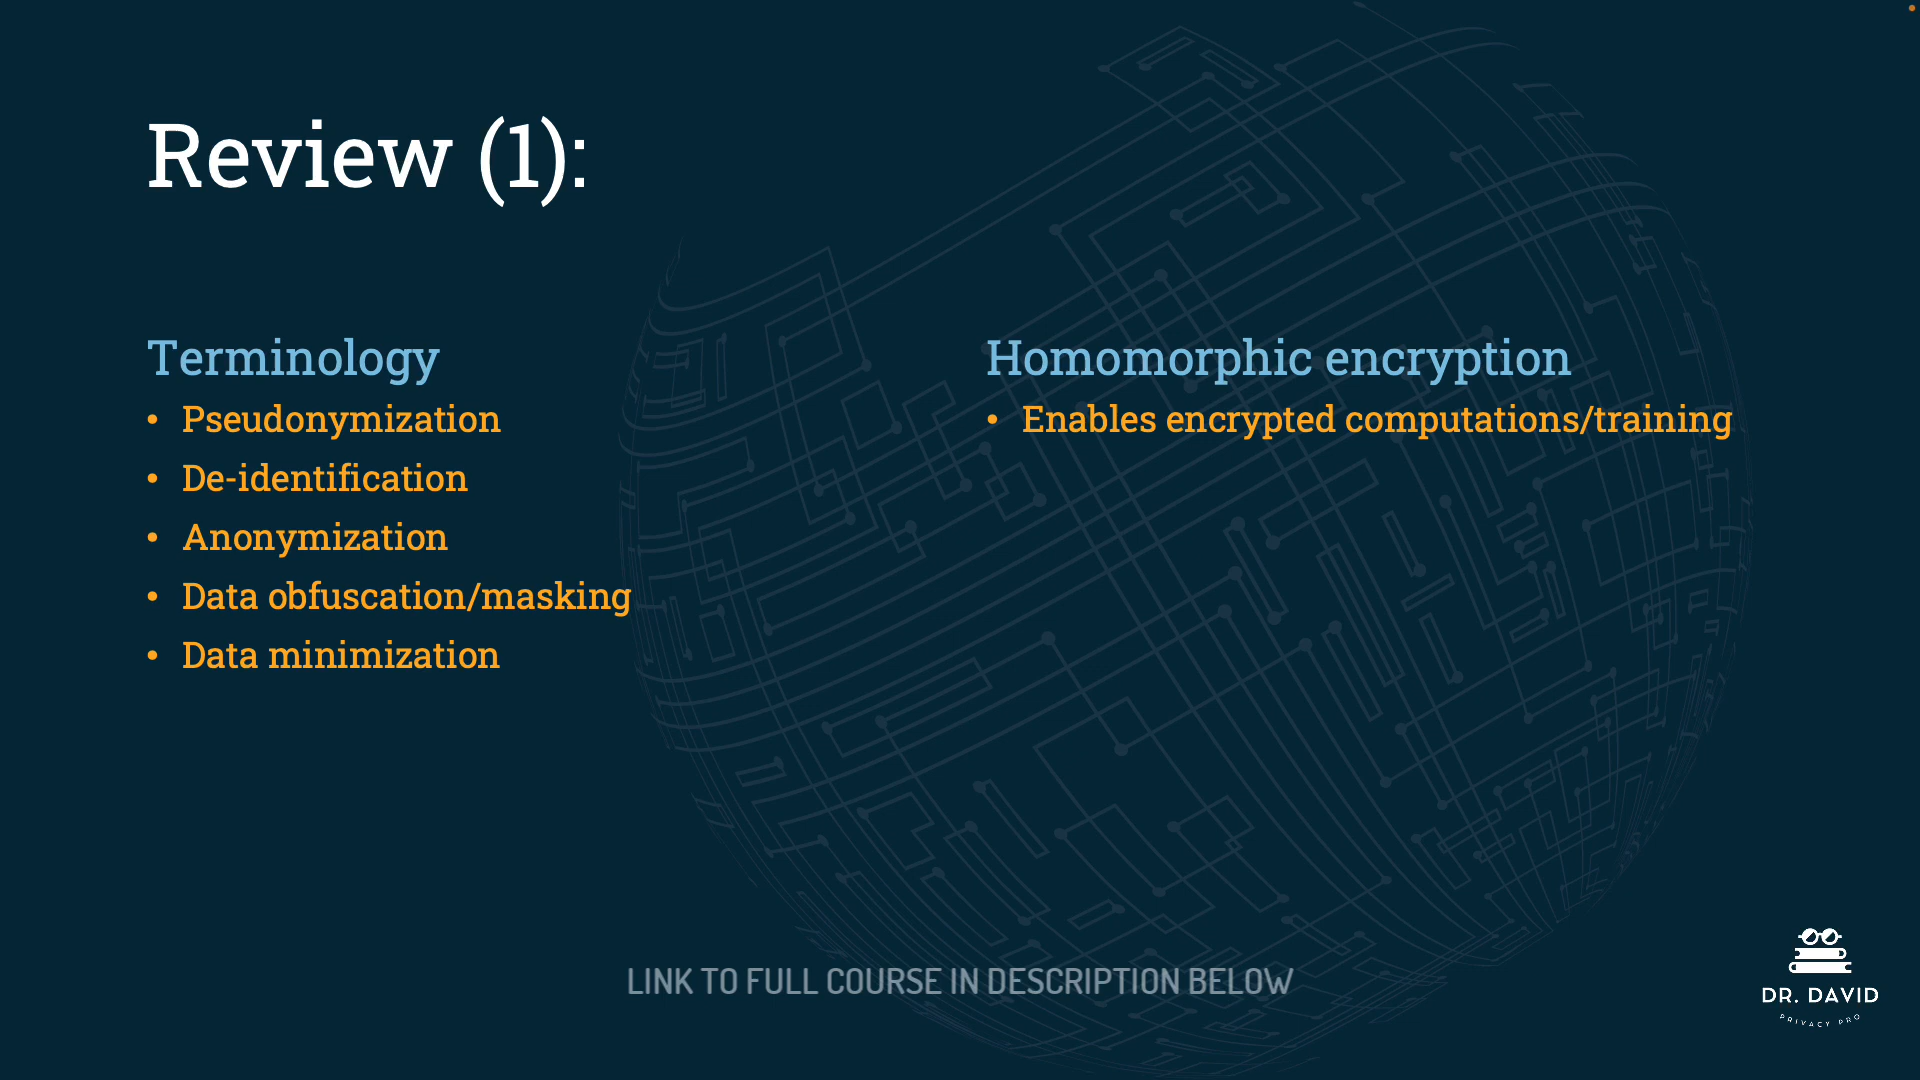 Review (1):
Terminology
• Pseudonymization
• De-identification
• Anonymization
• Data obfuscation/masking
• Data minimization
Homomorphic encryption
• Enables encrypted computations/training
LINK TO FULL COURSE IN DESCRIPTION BELOW
DR. DAVID
PRIVACY PRO